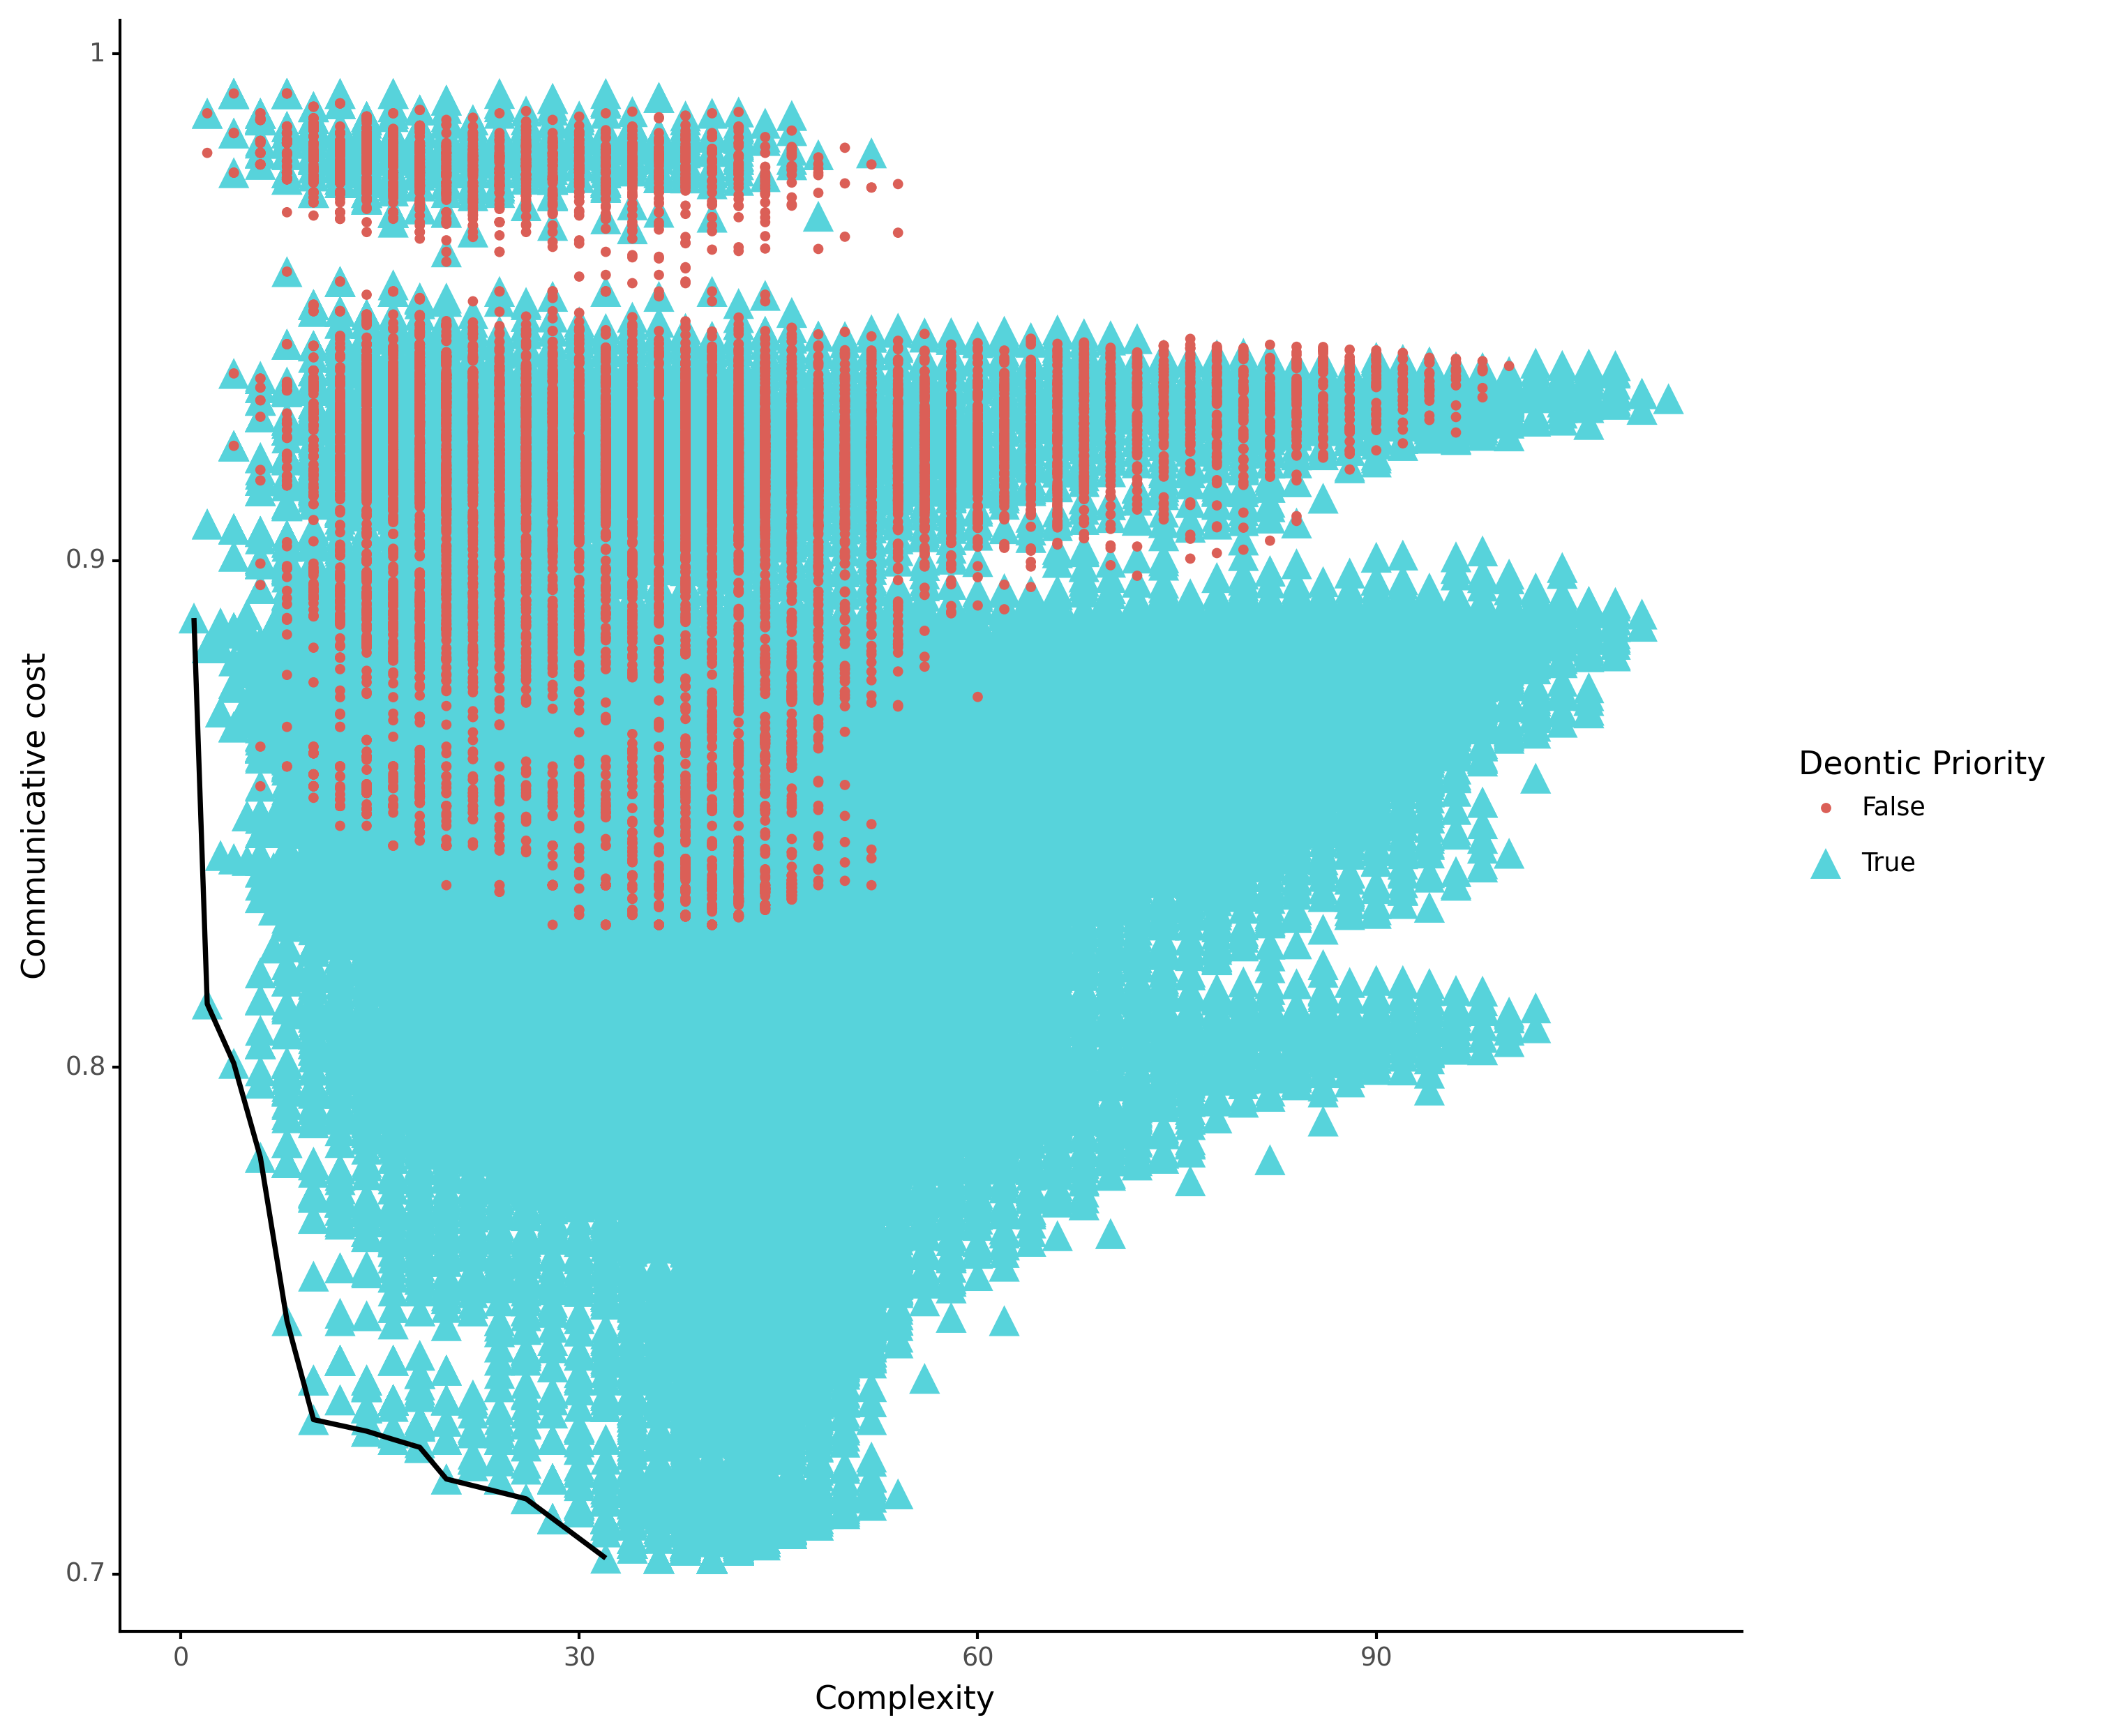 1
0.9
0.8
0.7
Communicative cost
0
30
60
90
Complexity
Deontic Priority
False
True